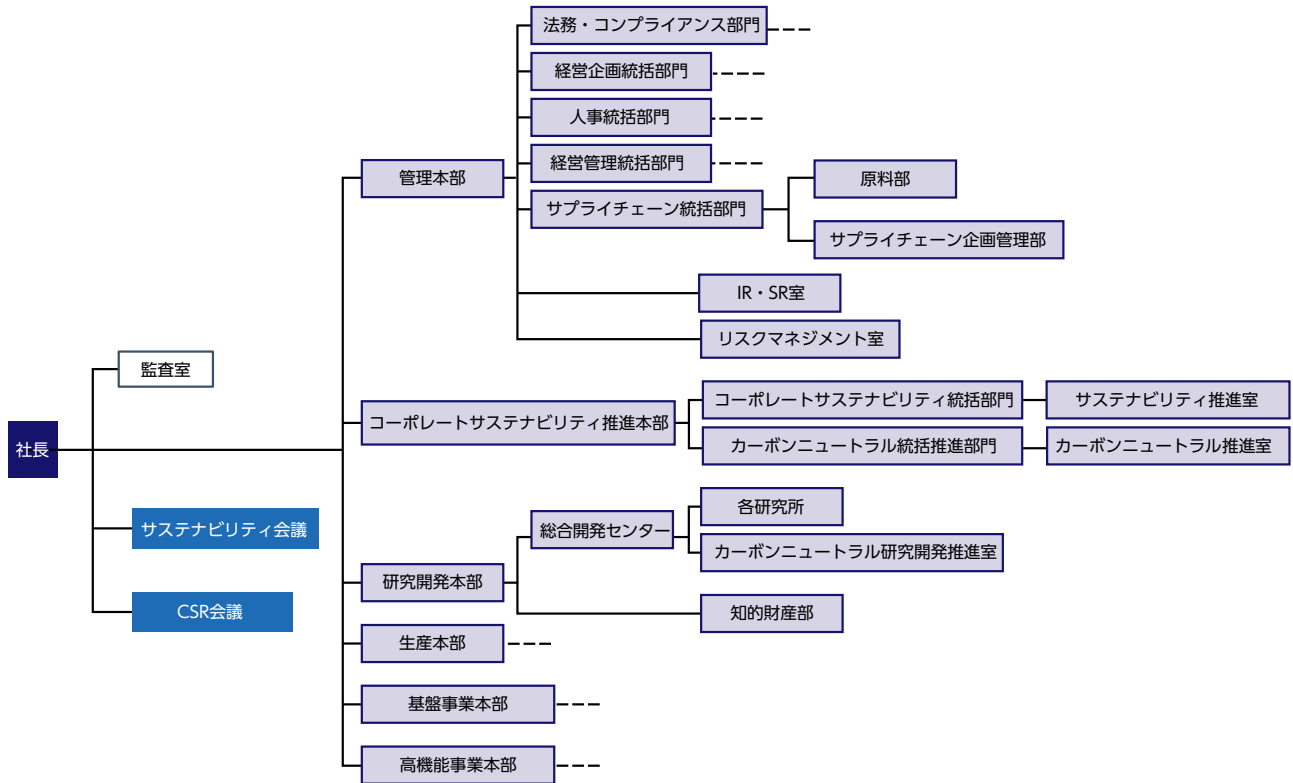 法務・コンプライアンス部門
経営企画統括部門
人事統括部門
経営管理統括部門
管理本部
原料部
サプライチェーン統括部門
サプライチェーン企画管理部
IR・SR室
リスクマネジメント室
監査室
コーポレートサステナビリティ統括部門
サステナビリティ推進室
コーポレートサステナビリティ推進本部
カーボンニュートラル統括推進部門
カーボンニュートラル推進室
社長
各研究所
サステナビリティ会議
総合開発センター
カーボンニュートラル研究開発推進室
研究開発本部
CSR会議
知的財産部
生産本部
基盤事業本部
高機能事業本部